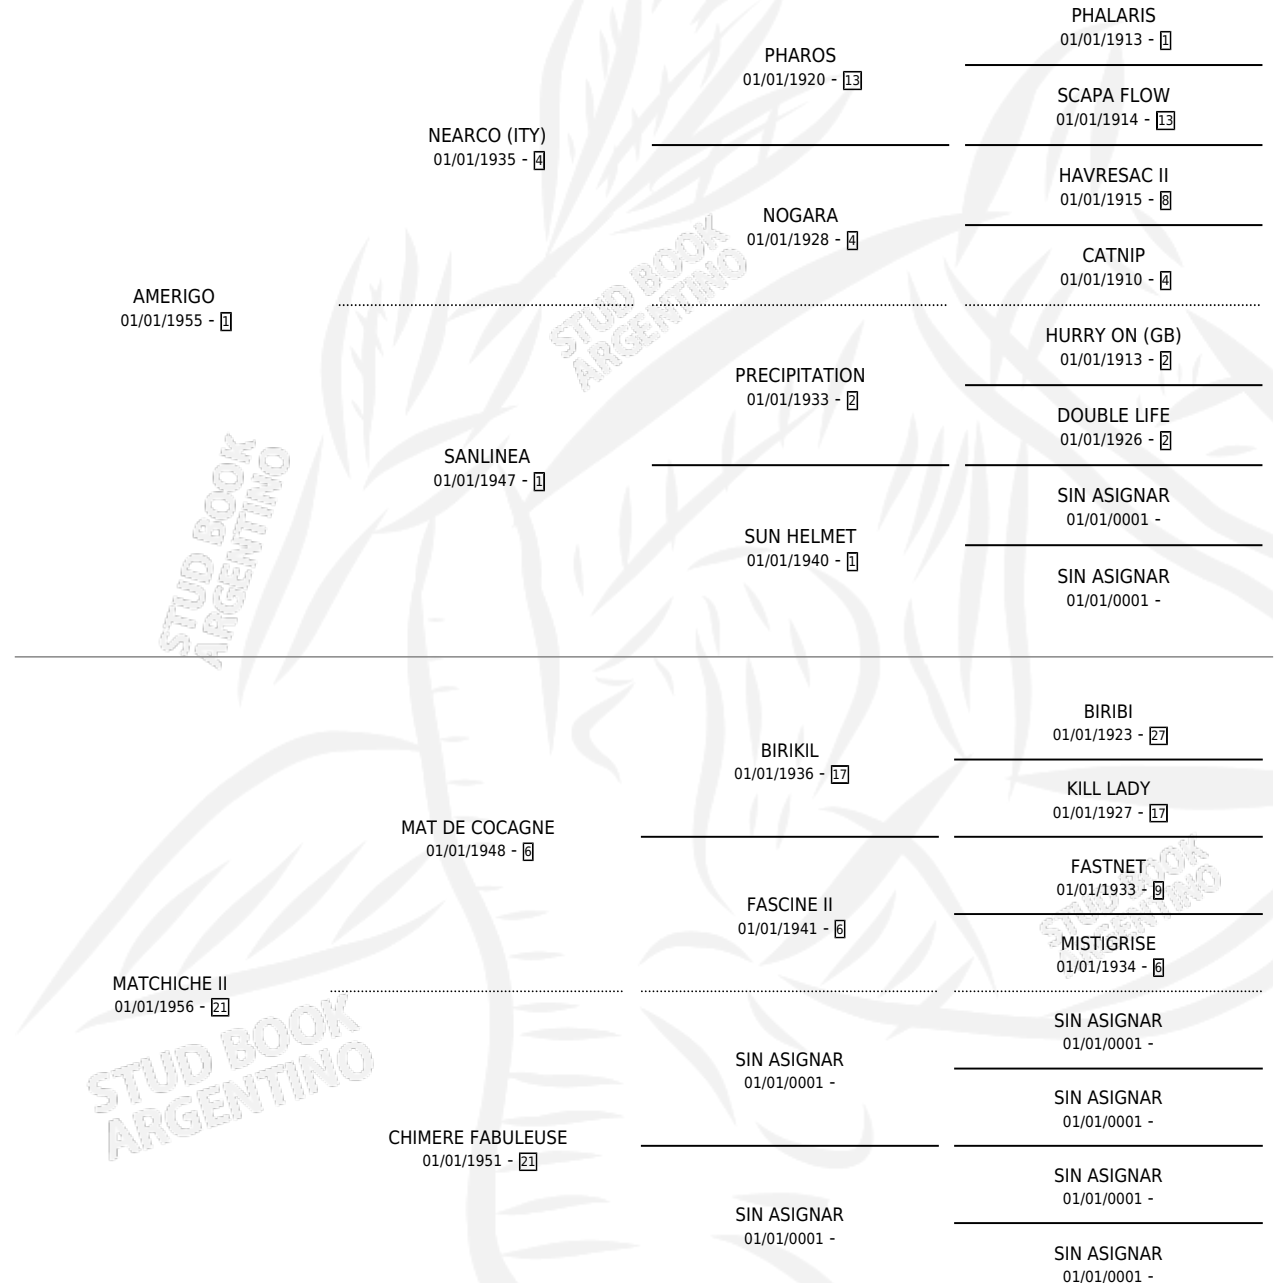 PHALARIS
01/01/1913 - 1
PHAROS
01/01/1920 - 13
SCAPA FLOW
01/01/1914 - 13
NEARCO (ITY)
01/01/1935 - 4
HAVRESAC II
01/01/1915 - 8
NOGARA
01/01/1928 - 4
CATNIP
01/01/1910 - 4
AMERIGO
01/01/1955 - 1
STUD BOOK
ARGENTINO
HURRY ON (GB)
01/01/1913 - 2
PRECIPITATION
01/01/1933 - 2
DOUBLE LIFE
01/01/1926 - 2
SANLINEA
01/01/1947 - 1
SIN ASIGNAR
01/01/0001 -
SUN HELMET
01/01/1940 - 1
SIN ASIGNAR
01/01/0001 -
STUD BOOK
ARGENTINO
BIRIBI
01/01/1923 - 27
BIRIKIL
01/01/1936 - 17
KILL LADY
01/01/1927 - 17
MAT DE COCAGNE
01/01/1948 - 6
FASTNET
01/01/1933 - 9
FASCINE II
01/01/1941 - 6
MISTIGRISE
01/01/1934 - 6
STUD BOOK
ARGENTINO
MATCHICHE II
01/01/1956 - 21
SIN ASIGNAR
01/01/0001 -
SIN ASIGNAR
01/01/0001 -
SIN ASIGNAR
01/01/0001 -
STUD BOOK
ARGENTINO
CHIMERE FABULEUSE
01/01/1951 - 21
SIN ASIGNAR
01/01/0001 -
SIN ASIGNAR
01/01/0001 -
SIN ASIGNAR
01/01/0001 -